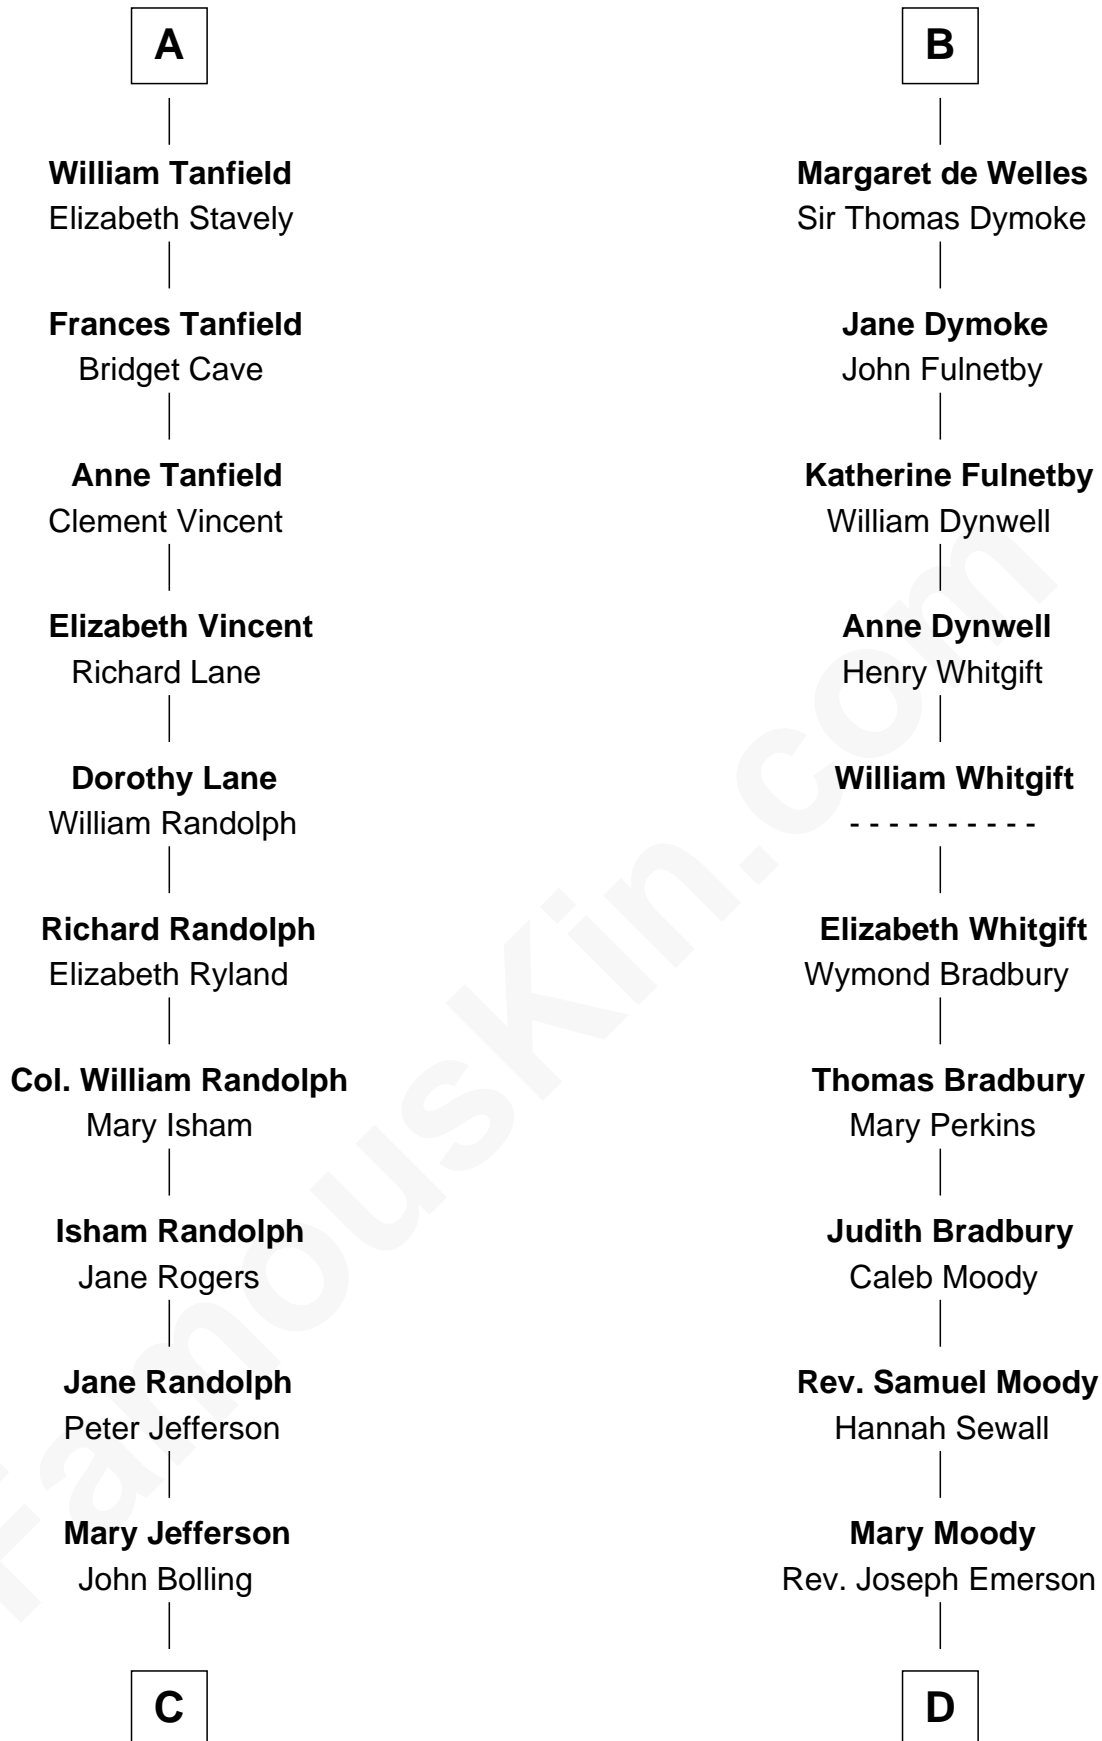 A
William Tanfield
Elizabeth Stavely
Frances Tanfield
Bridget Cave
Anne Tanfield
Clement Vincent
Elizabeth Vincent
Richard Lane
Dorothy Lane
William Randolph
Richard Randolph
Elizabeth Ryland
Col. William Randolph
Mary Isham
Isham Randolph
Jane Rogers
Jane Randolph
Peter Jefferson
Mary Jefferson
John Bolling
C
B
Margaret de Welles
Sir Thomas Dymoke
Jane Dymoke
John Fulnetby
Katherine Fulnetby
William Dynwell
Anne Dynwell
Henry Whitgift
William Whitgift
- - - - - - - - - -
Elizabeth Whitgift
Wymond Bradbury
Thomas Bradbury
Mary Perkins
Judith Bradbury
Caleb Moody
Rev. Samuel Moody
Hannah Sewall
Mary Moody
Rev. Joseph Emerson
D
FamousKin.com